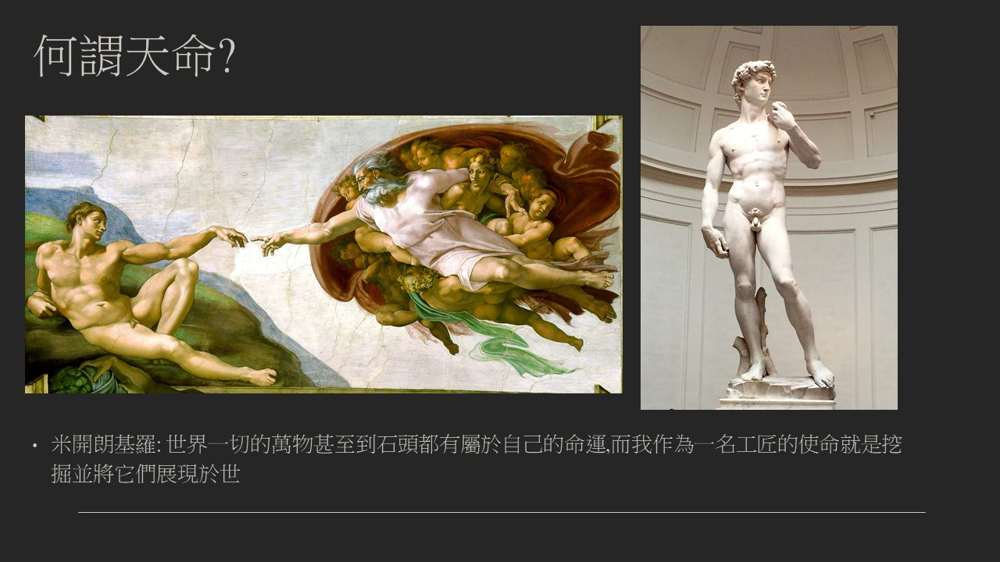 何謂天命?
• 米開朗基羅: 世界一切的萬物甚至到石頭都有屬於自己的命運,而我作為一名工匠的使命就是挖
掘並將它們展現於世